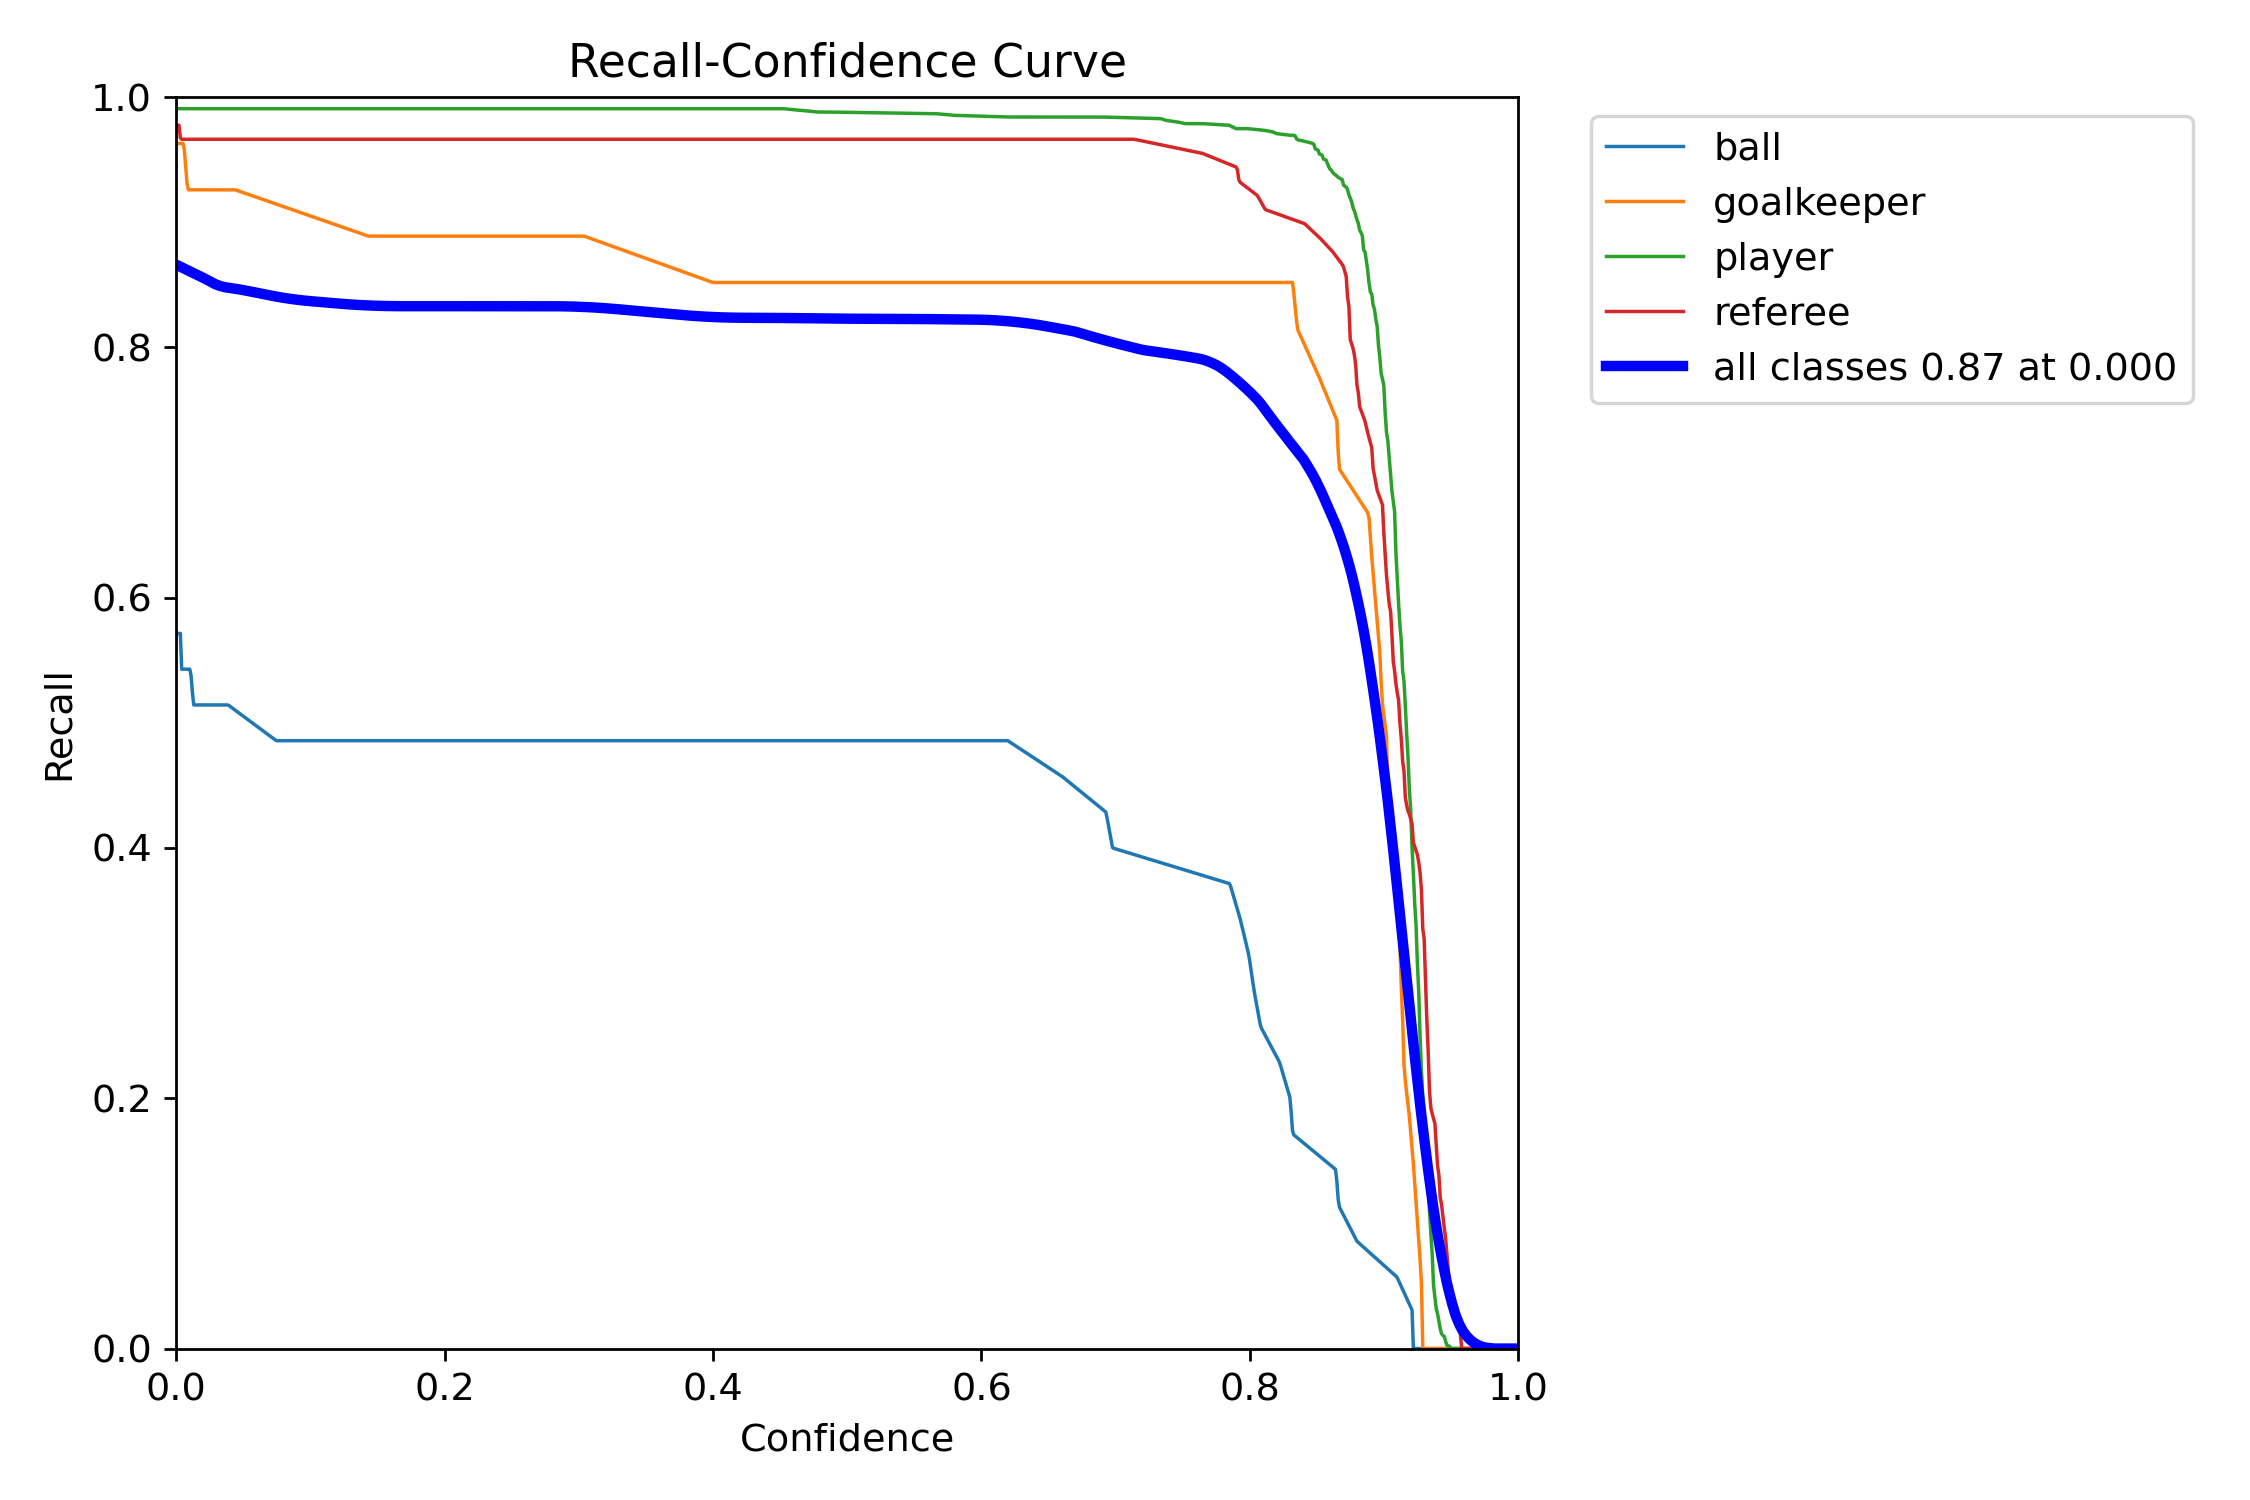 Recall-Confidence Curve
1.0
0.8
0.6
0.4
0.2
0.0
Recall
0.0 0.2 0.4 0.6 0.8 1.0
Confidence
ball
goalkeeper
player
referee
all classes 0.87 at 0.000